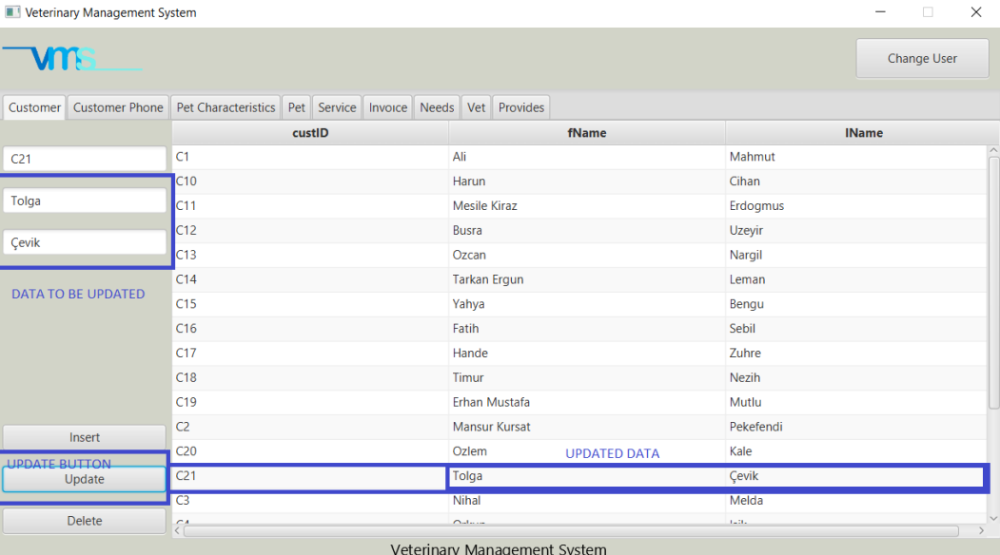 Veterinary Management System
vms
Change User
Customer Customer Phone Pet Characteristics Pet Service Invoice Needs Vet Provides
custID fName lName
C21
Tolga
Çevik
DATA TO BE UPDATED
Insert
UPDATE BUTTON
Update
Delete
C1 Ali Mahmut
C10 Harun Cihan
C11 Mesile Kiraz Erdogmus
C12 Busra Uzeyir
C13 Ozcan Nargil
C14 Tarkan Ergun Leman
C15 Yahya Bengu
C16 Fatih Sebil
C17 Hande Zuhre
C18 Timur Nezih
C19 Erhan Mustafa Mutlu
C2 Mansur Kursat Pekefendi
C20 Ozlem Kale
UPDATED DATA
C21 Tolga Çevik
C3 Nihal Melda
Veterinary Management System